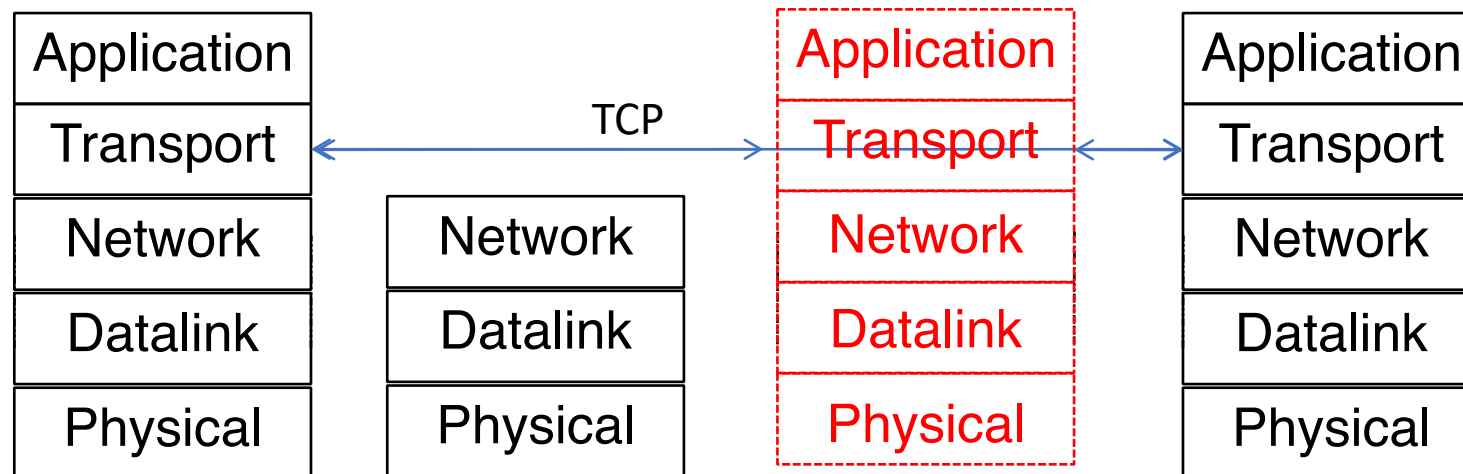 Application
Transport
Network
Datalink
Physical
TCP
Network
Datalink
Physical
Application
Transport
Network
Datalink
Physical
Application
Transport
Network
Datalink
Physical